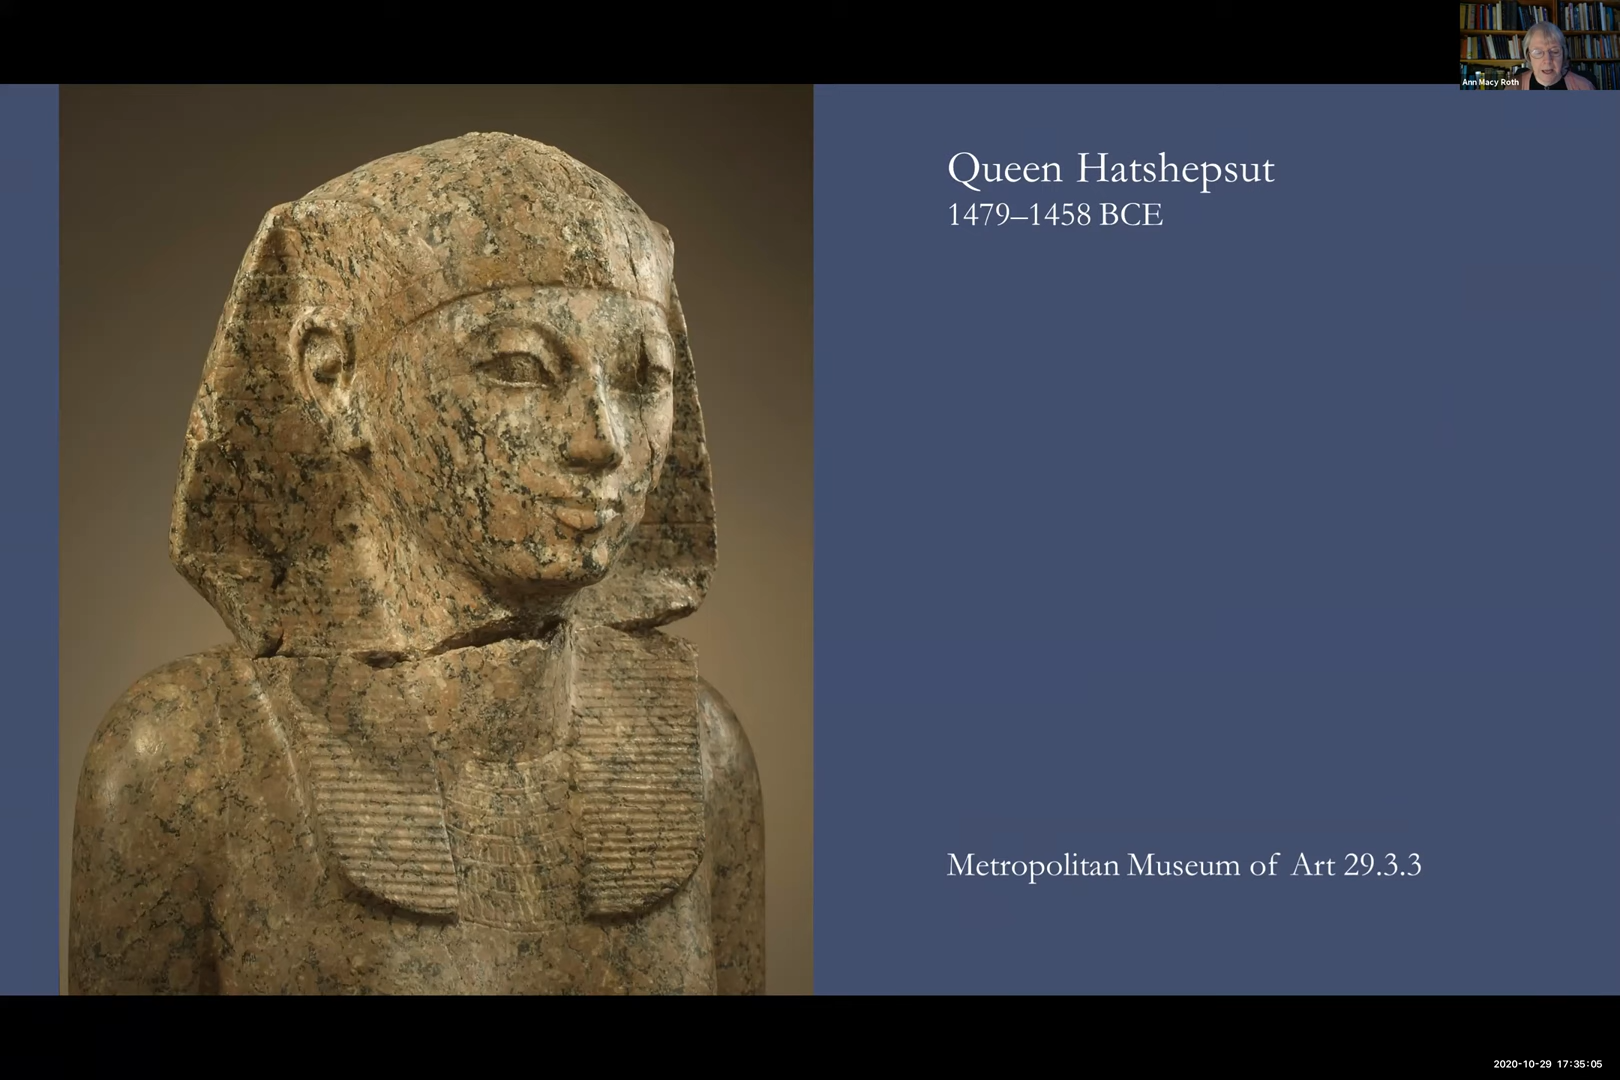 Ann Macy Roth
Queen Hatshepsut
1479–1458 BCE
Metropolitan Museum of Art 29.3.3
2020-10-29 17:35:05